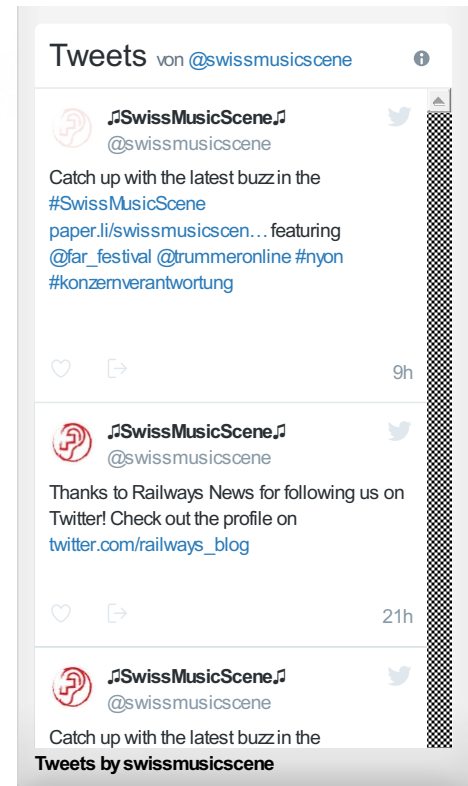 Tweets von @swissmusicscene
♫SwissMusicScene♫
@swissmusicscene
Catch up with the latest buzz in the
#SwissMusicScene
paper.li/swissmusicscen… featuring
@far_festival @trummeronline #nyon
#konzernverantwortung
9h
♫SwissMusicScene♫
@swissmusicscene
Thanks to Railways News for following us on
Twitter! Check out the profile on
twitter.com/railways_blog
21h
♫SwissMusicScene♫
@swissmusicscene
Catch up with the latest buzz in the
Tweets by swissmusicscene